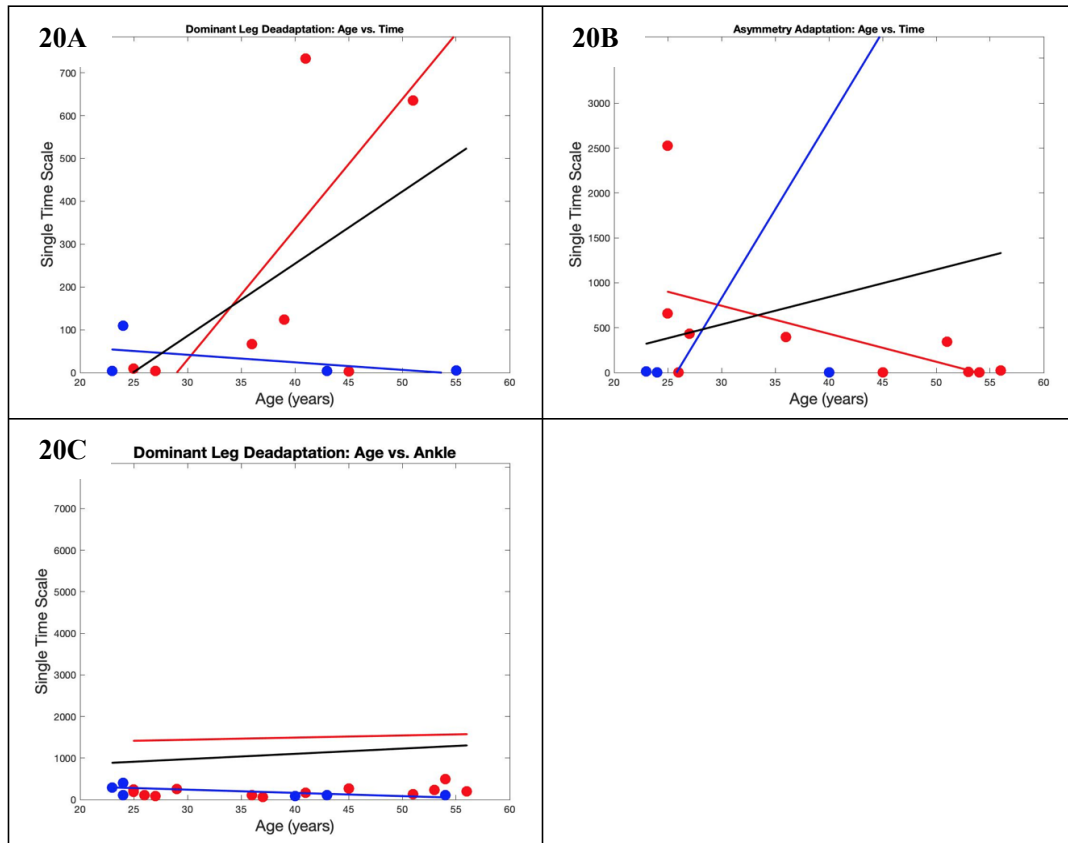 20A
Dominant Leg Deadaptation: Age vs. Time
Single Time Scale
700
600
500
400
300
200
100
0
20 25 30 35 40 45 50 55 60
Age (years)
20B
Asymmetry Adaptation: Age vs. Time
Single Time Scale
3000
2500
2000
1500
1000
500
0
20 25 30 35 40 45 50 55 60
Age (years)
20C
Dominant Leg Deadaptation: Age vs. Ankle
Single Time Scale
7000
6000
5000
4000
3000
2000
1000
0
20 25 30 35 40 45 50 55 60
Age (years)